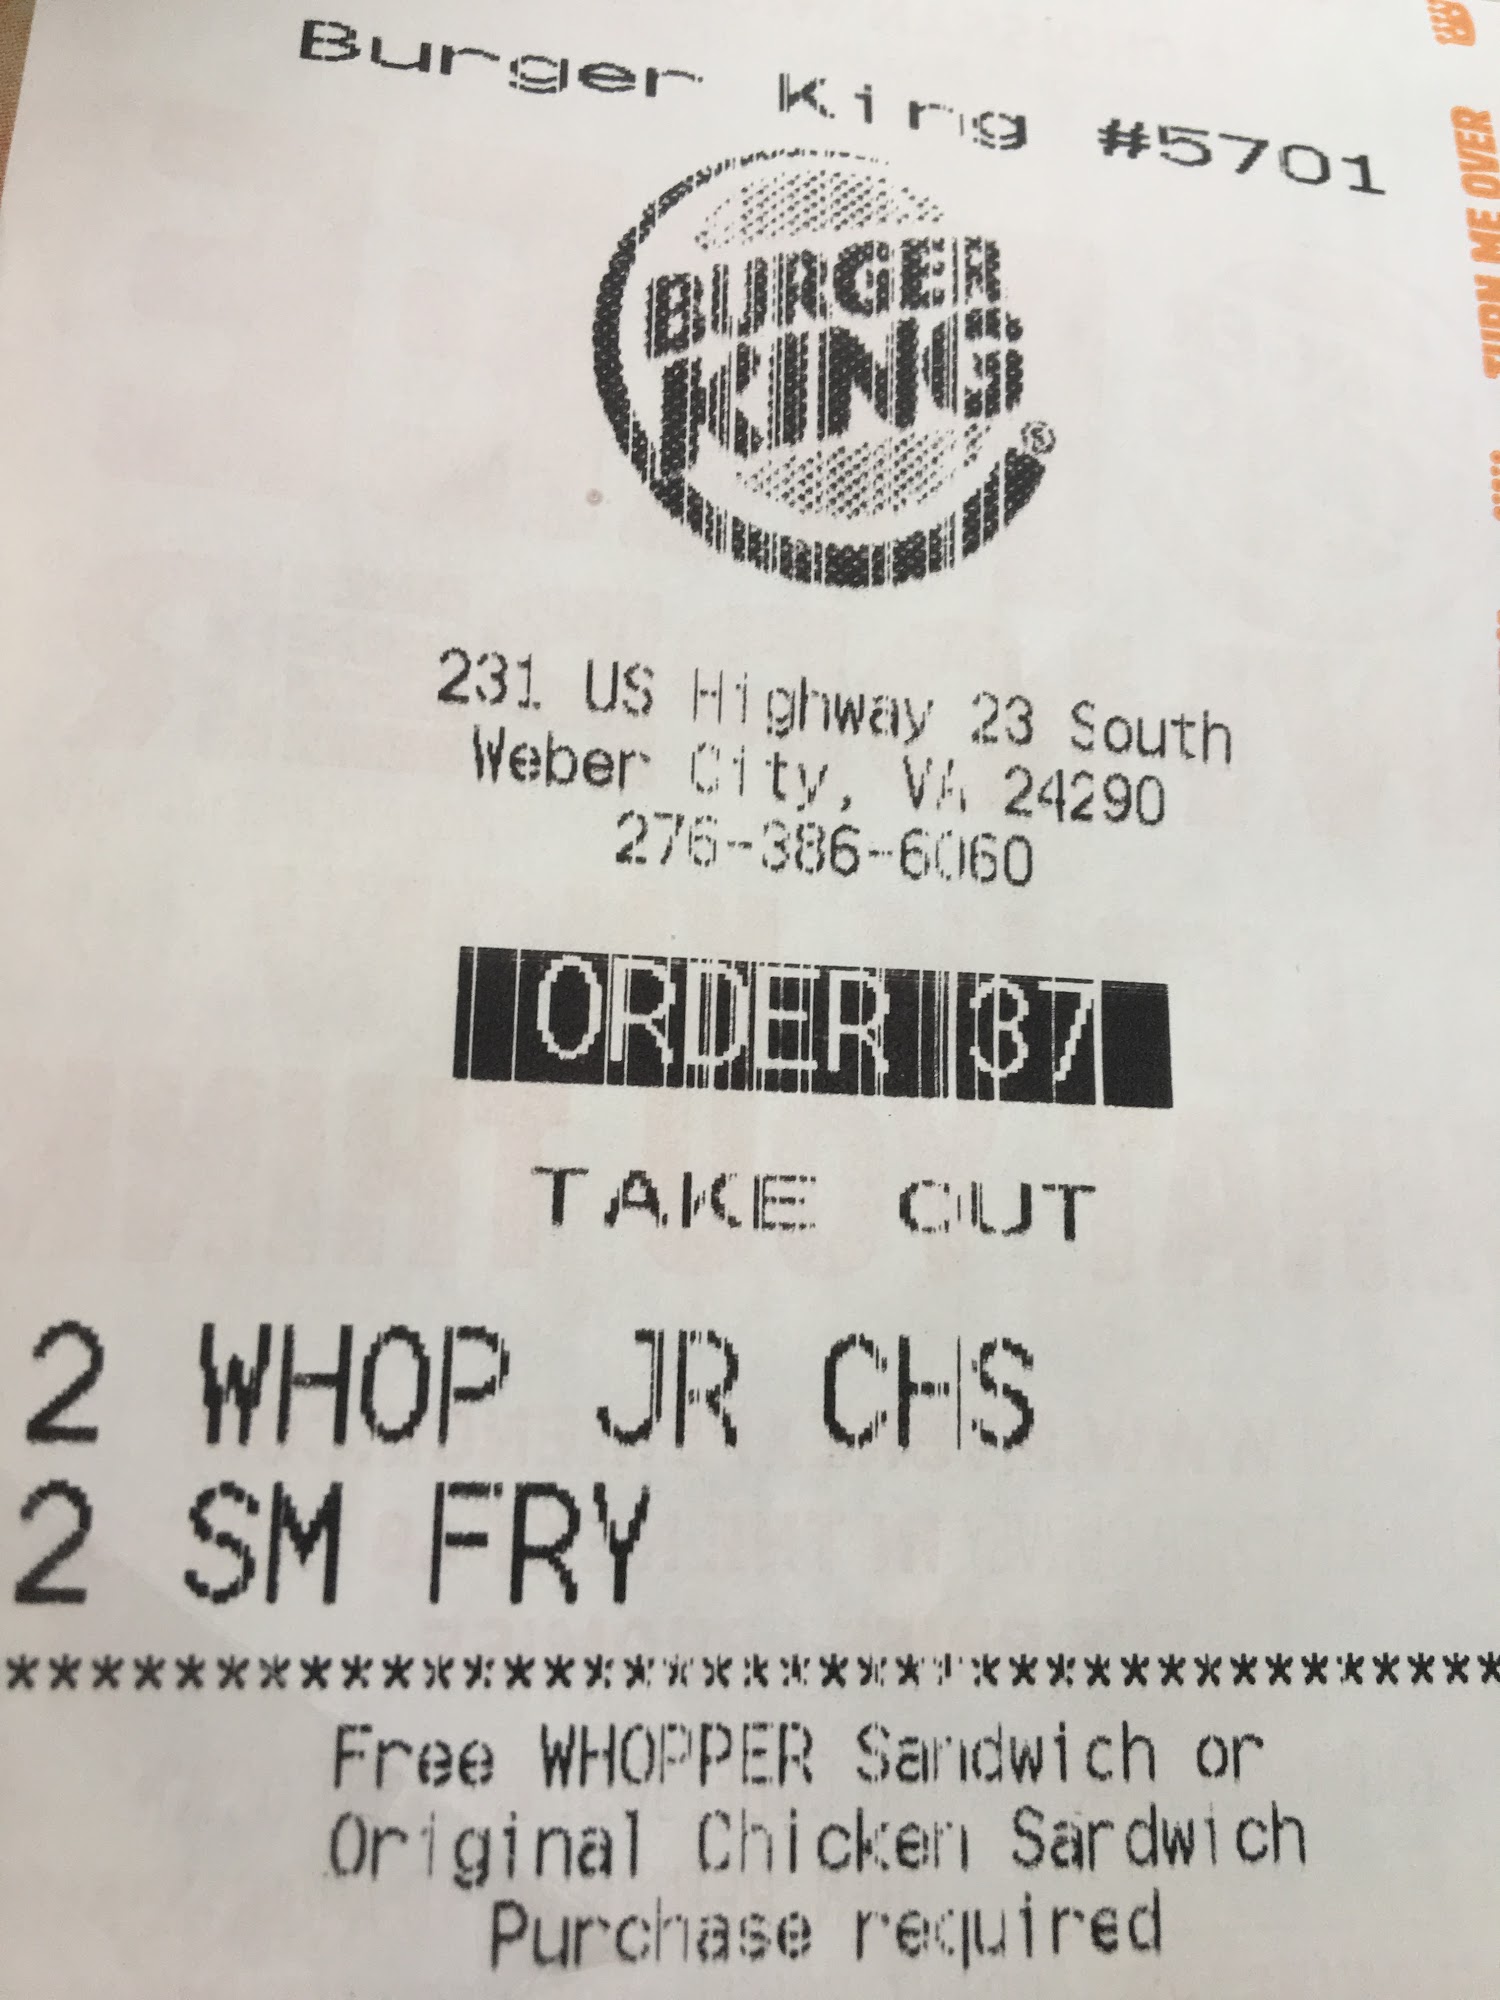 Burger King #5701
BURGER
KING®
231 US Highway 23 South
Weber City, VA 24290
276-386-6060
ORDER 37
TAKE OUT
2 WHOP JR CHS
2 SM FRY
*************************************
Free WHOPPER Sandwich or
Original Chicken Sandwich
Purchase required
TURN ME OVER